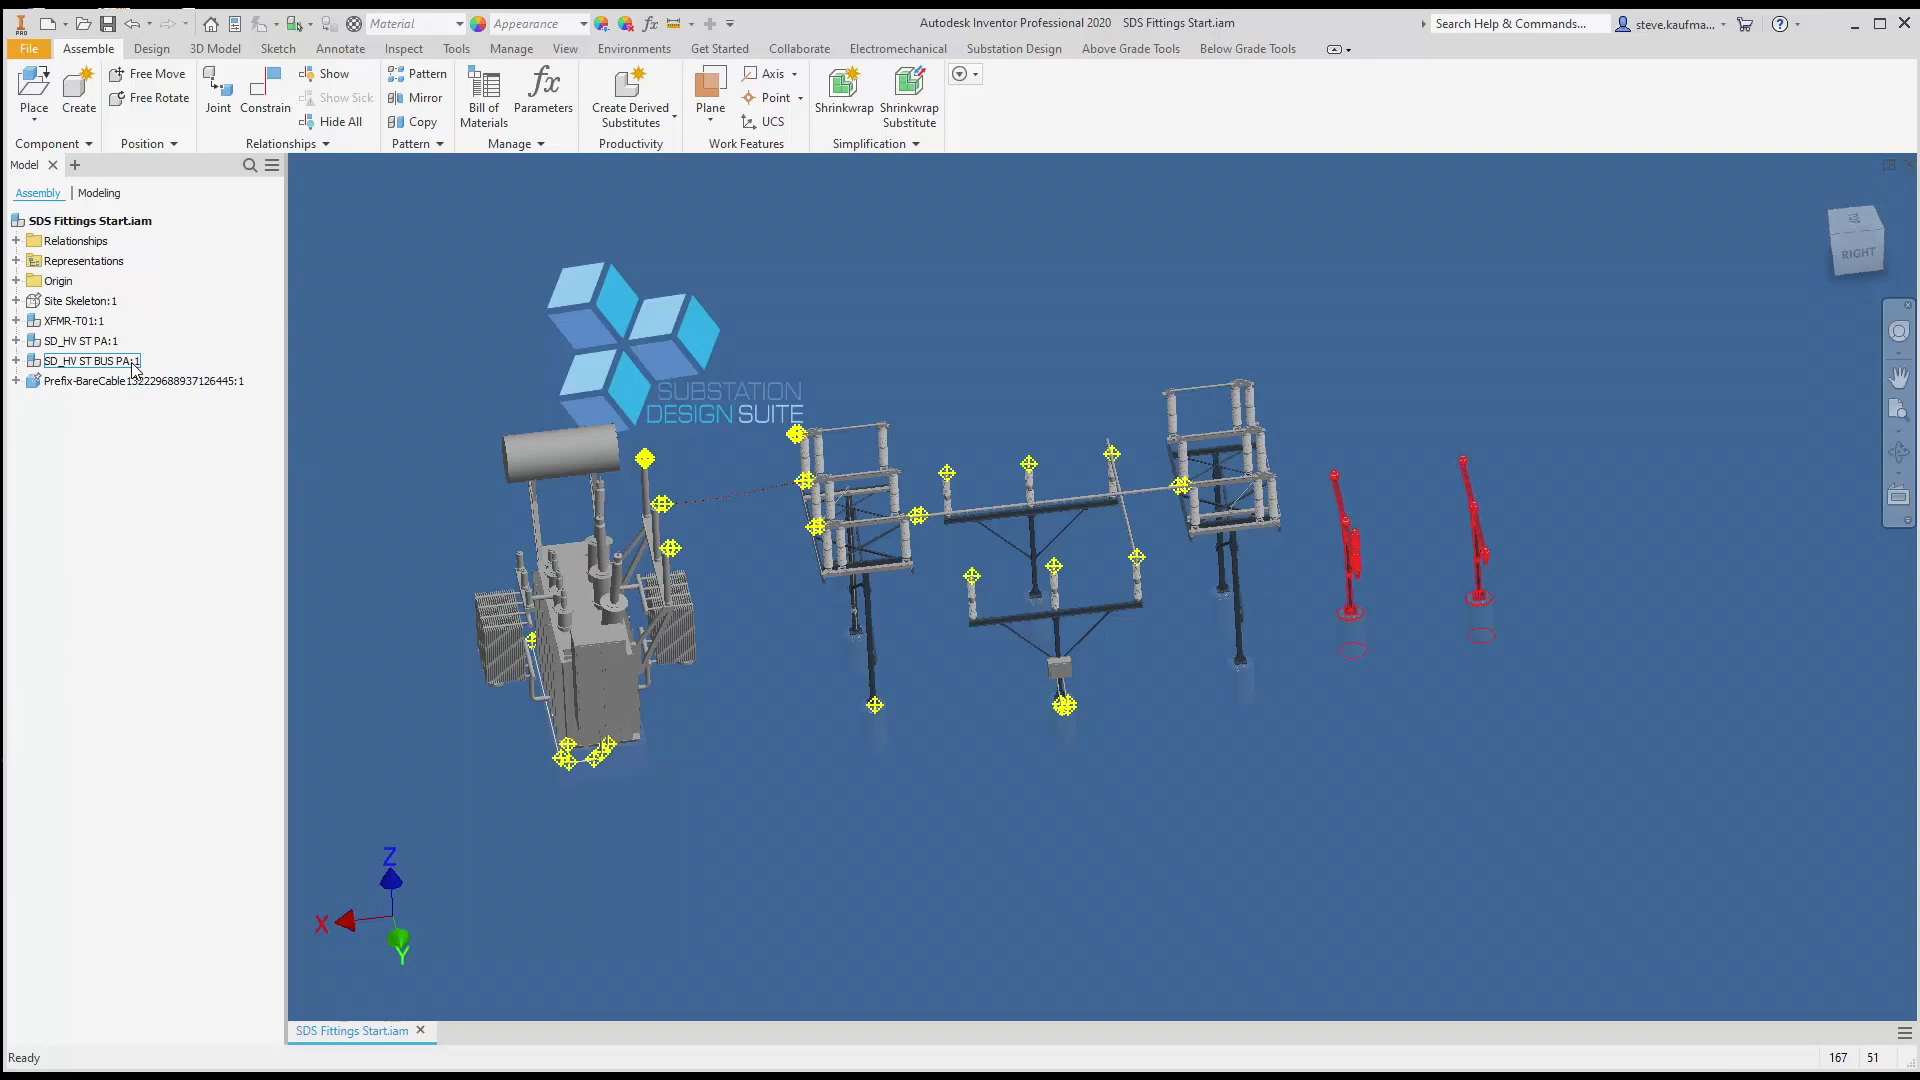 Material
Appearance
Autodesk Inventor Professional 2020 SDS Fittings Start.iam
Search Help & Commands...
steve.kaufma...
File Assemble Design 3D Model Sketch Annotate Inspect Tools Manage View Environments Get Started Collaborate Electromechanical Substation Design Above Grade Tools Below Grade Tools
Place
Create
Free Move
Free Rotate
Joint
Constrain
Show
Show Sick
Hide All
Pattern
Mirror
Copy
Bill of
Materials
Parameters
Create Derived
Substitutes
Plane
Axis
Point
UCS
Shrinkwrap
Shrinkwrap
Substitute
Component Position Relationships Pattern Manage Productivity Work Features Simplification
Model
Assembly Modeling
SDS Fittings Start.iam
Relationships
Representations
Origin
Site Skeleton:1
XFMR-T01:1
SD_HV ST PA:1
SD_HV ST BUS PA:1
Prefix-BareCable132229688937126445:1
SUBSTATION
DESIGN SUITE
RIGHT
Z
X
Y
SDS Fittings Start.iam
Ready
167 51